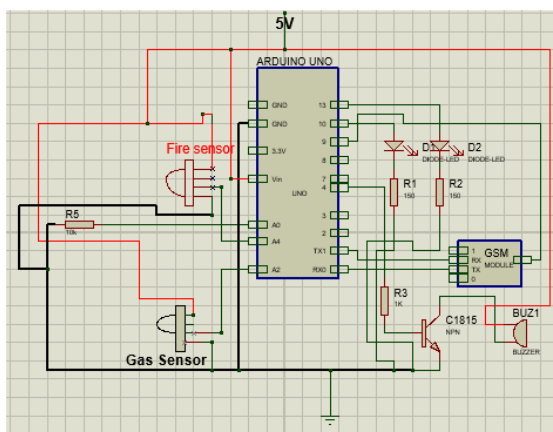 5V
ARDUINO UNO
GND
13
GND
10
9
3.3V
8
Fire sensor
Vin
7
UNO
4
3
2
A0
A4
TX1
A2
RX0
R5
10k
D1
D2
DIODE-LED
DIODE-LED
R1
150
R2
150
1
RX
TX
0
GSM
MODULE
R3
1K
C1815
NPN
BUZ1
BUZZER
Gas Sensor